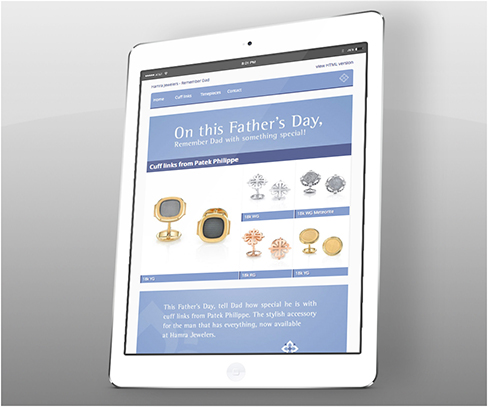 8:01 PM
Hamra Jewelers - Remember Dad
view HTML version
Home Cuff links Timepieces Contact
On this Father's Day,
Remember Dad with something special!
Cuff links from Patek Philippe
18k WG
18k WG Meteorite
18k YG
18k RG
18k YG
This Father's Day, tell Dad how special he is with
cuff links from Patek Philippe. The stylish accessory
for the man that has everything, now available
at Hamra Jewelers.